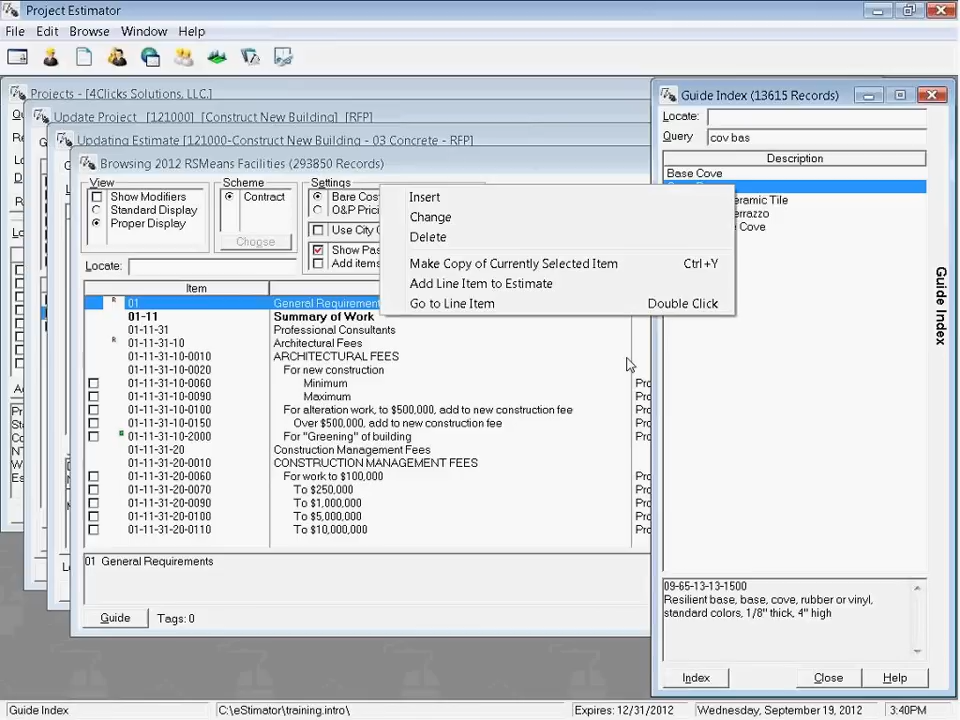 Project Estimator
File Edit Browse Window Help
Projects - [4Clicks Solutions, LLC.]
Update Project [121000] [Construct New Building] [RFP]
Updating Estimate [121000-Construct New Building - 03 Concrete - RFP]
Browsing 2012 RSMeans Facilities (293850 Records)
View
Show Modifiers
Standard Display
Proper Display
Scheme
Contract
Choose
Settings
Bare Cos
O&P Prici
Use City C
Show Pas
Add items
Locate:
Item
01 General Requirement
01-11 Summary of Work
01-11-31 Professional Consultants
01-11-31-10 Architectural Fees
01-11-31-10-0010 ARCHITECTURAL FEES
01-11-31-10-0020 For new construction
01-11-31-10-0060 Minimum Pro
01-11-31-10-0090 Maximum Pro
01-11-31-10-0100 For alteration work, to $500,000, add to new construction fee Pro
01-11-31-10-0150 Over $500,000, add to new construction fee Pro
01-11-31-10-2000 For "Greening" of building Pro
01-11-31-20 Construction Management Fees
01-11-31-20-0010 CONSTRUCTION MANAGEMENT FEES
01-11-31-20-0060 For work to $100,000 Pro
01-11-31-20-0070 To $250,000 Pro
01-11-31-20-0090 To $1,000,000 Pro
01-11-31-20-0100 To $5,000,000 Pro
01-11-31-20-0110 To $10,000,000 Pro
01 General Requirements
Guide Tags: 0
Insert
Change
Delete
Make Copy of Currently Selected Item Ctrl+Y
Add Line Item to Estimate
Go to Line Item Double Click
Guide Index (13615 Records)
Locate:
Query cov bas
Description
Base Cove
eramic Tile
errazzo
Cove
Guide Index
09-65-13-13-1500
Resilient base, base, cove, rubber or vinyl,
standard colors, 1/8" thick, 4" high
Index Close Help
Guide Index C:\eStimator\training.intro\ Expires: 12/31/2012 Wednesday, September 19, 2012 3:40PM